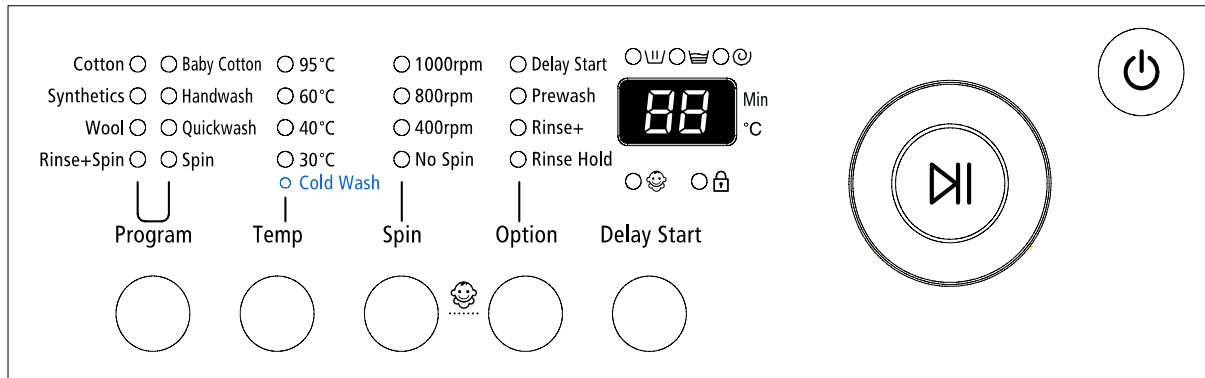 Cotton Baby Cotton 95°C 1000rpm Delay Start
Synthetics Handwash 60°C 800rpm Prewash 88 Min
Wool Quickwash 40°C 400rpm Rinse+ °C
Rinse+Spin Spin 30°C No Spin Rinse Hold
Cold Wash
Program Temp Spin Option Delay Start